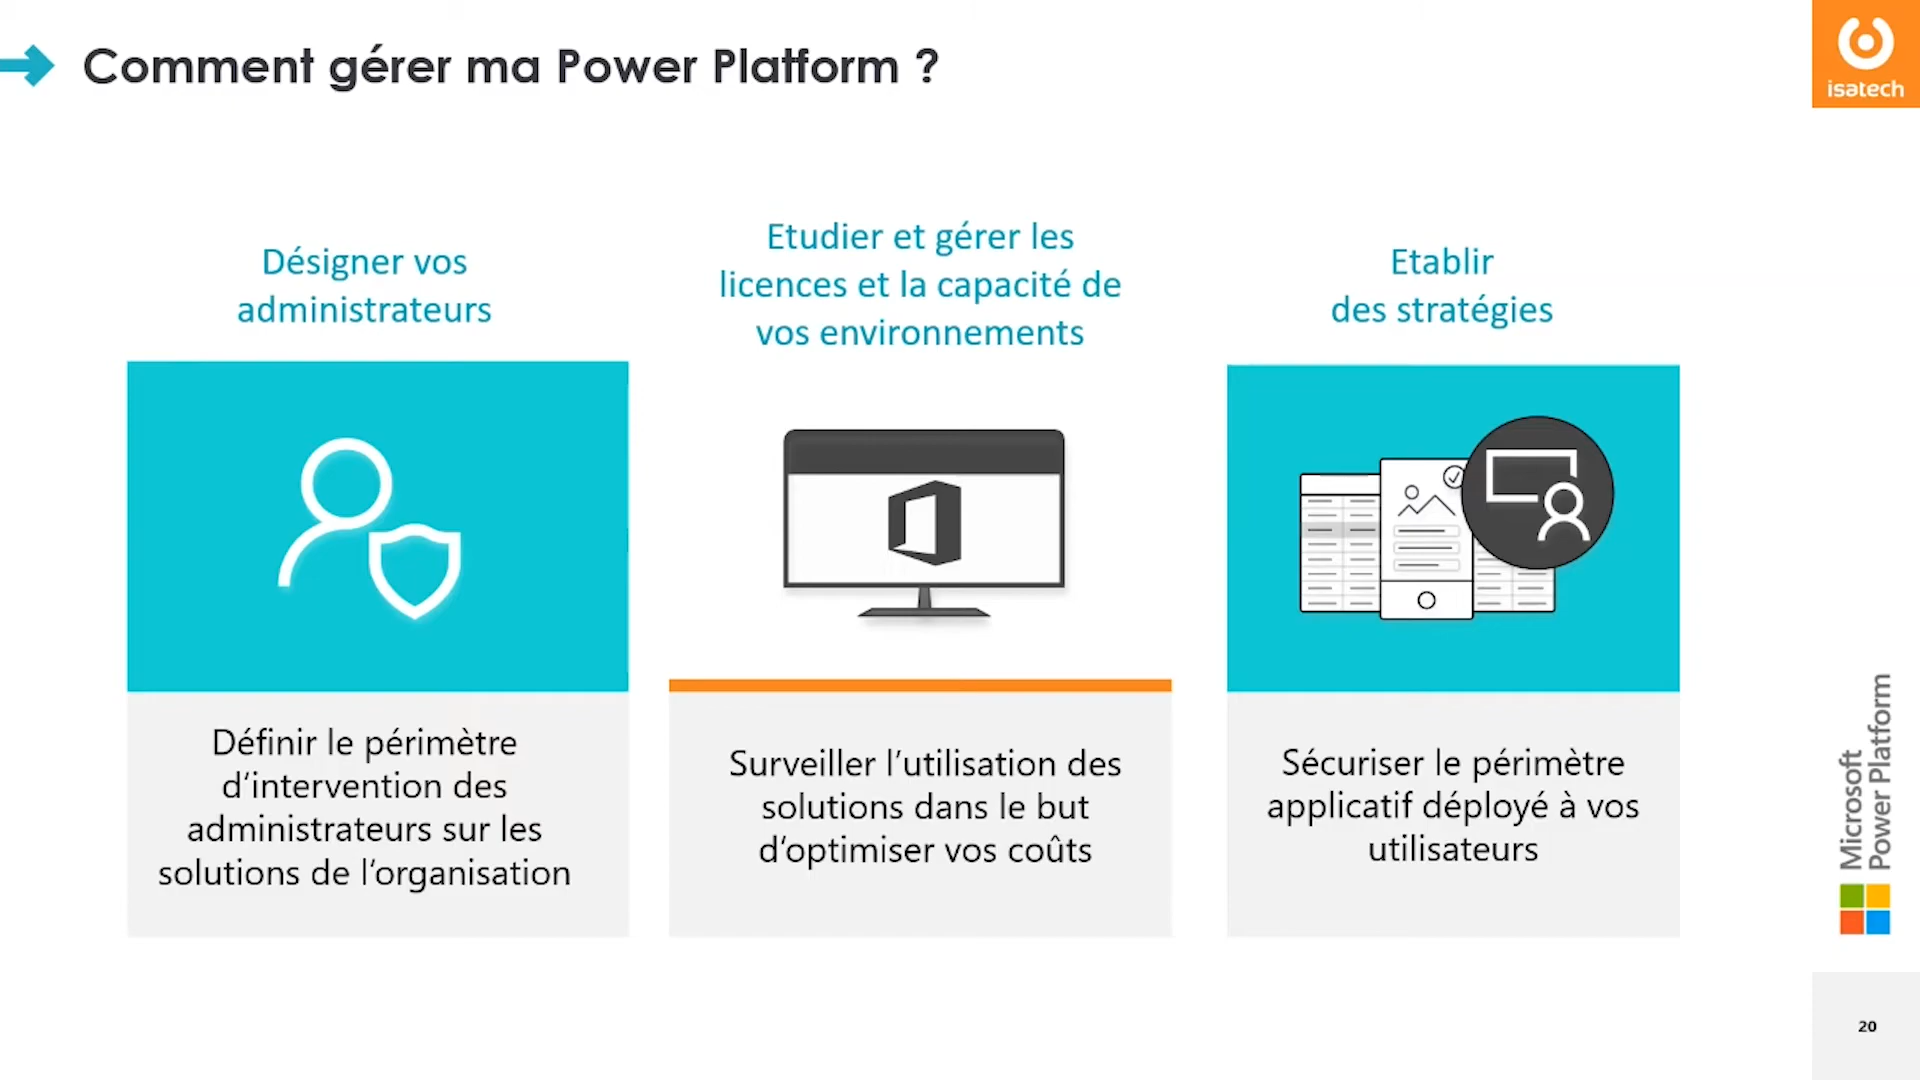 Comment gérer ma Power Platform ?
isatech
Désigner vos
administrateurs
Etudier et gérer les
licences et la capacité de
vos environnements
Etablir
des stratégies
Définir le périmètre
d'intervention des
administrateurs sur les
solutions de l'organisation
Surveiller l'utilisation des
solutions dans le but
d'optimiser vos coûts
Sécuriser le périmètre
applicatif déployé à vos
utilisateurs
Microsoft
Power Platform
20